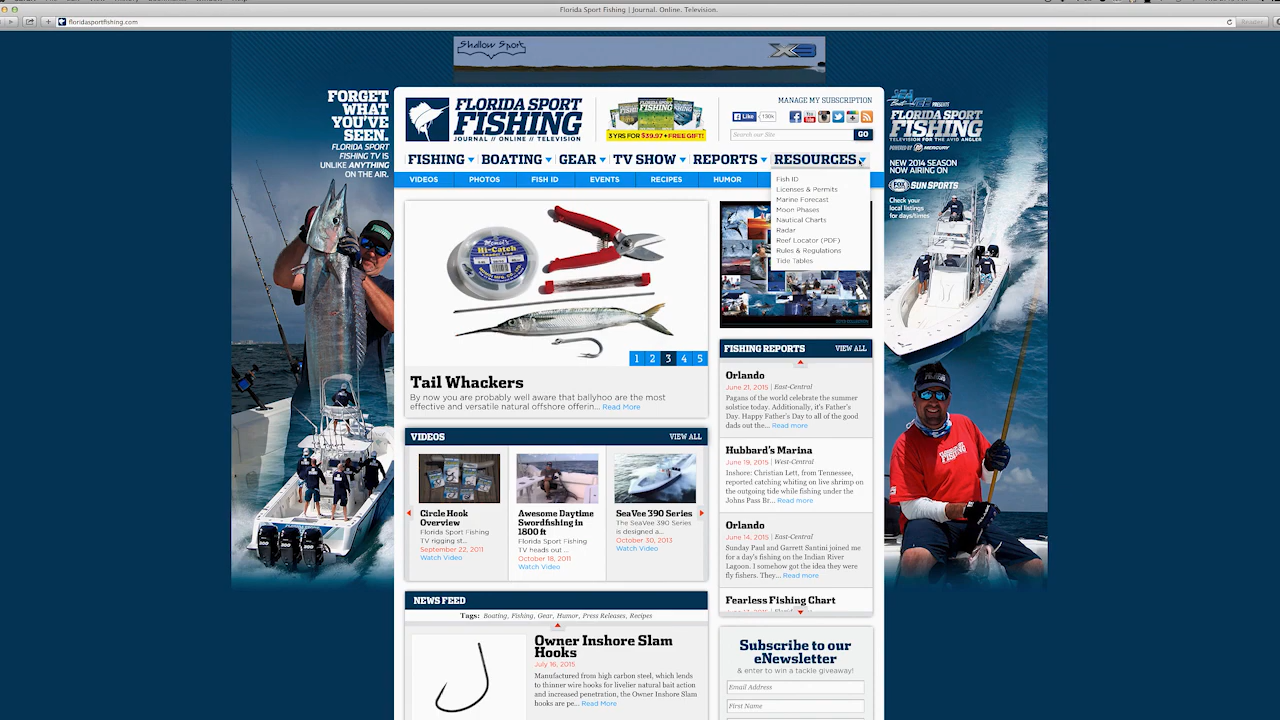 Florida Sport Fishing | Journal. Online. Television.
floridasportfishing.com
Reader
Shallow Sport
X3
FORGET
WHAT
YOU'VE
SEEN.
FLORIDA SPORT
FISHING TV IS
UNLIKE ANYTHING
ON THE AIR.
FLORIDA SPORT
FISHING
JOURNAL // ONLINE // TELEVISION
3 YRS FOR $39.97 + FREE GIFT!
MANAGE MY SUBSCRIPTION
Like
130k
Search our Site
GO
FISHING
BOATING
GEAR
TV SHOW
REPORTS
RESOURCES
VIDEOS
PHOTOS
FISH ID
EVENTS
RECIPES
HUMOR
Fish ID
Licenses & Permits
Marine Forecast
Moon Phases
Nautical Charts
Radar
Reef Locator (PDF)
Rules & Regulations
Tide Tables
PRESENTS
FLORIDA SPORT
FISHING
TELEVISION FOR THE AVID ANGLER
POWERED BY MERCURY
NEW 2014 SEASON
NOW AIRING ON
FOX SUN SPORTS
Check your
local listings
for days/times
Momoi's
Hi-Catch
1 2 3 4 5
Tail Whackers
By now you are probably well aware that ballyhoo are the most
effective and versatile natural offshore offerin... Read More
FISHING REPORTS
VIEW ALL
Orlando
June 21, 2015 | East-Central
Pagans of the world celebrate the summer
solstice today. Additionally, it's Father's
Day. Happy Father's Day to all of the good
dads out the... Read more
Hubbard's Marina
June 19, 2015 | West-Central
Inshore: Christian Lett, from Tennessee,
reported catching whiting on live shrimp on
the outgoing tide while fishing under the
Johns Pass Br... Read more
Orlando
June 14, 2015 | East-Central
Sunday Paul and Garrett Santini joined me
for a day's fishing on the Indian River
Lagoon. I somehow got the idea they were
fly fishers. They... Read more
Fearless Fishing Chart
VIDEOS
VIEW ALL
Circle Hook
Overview
Florida Sport Fishing
TV rigging st...
September 22, 2011
Watch Video
Awesome Daytime
Swordfishing in
1800 ft
Florida Sport Fishing
TV heads out ...
October 18, 2011
Watch Video
SeaVee 390 Series
The SeaVee 390 Series
is designed a...
October 30, 2013
Watch Video
NEWS FEED
Tags: Boating, Fishing, Gear, Humor, Press Releases, Recipes
Owner Inshore Slam
Hooks
July 16, 2015
Manufactured from high carbon steel, which lends
to thinner wire hooks for livelier natural bait action
and increased penetration, the Owner Inshore Slam
hooks are pe... Read More
Subscribe to our
eNewsletter
& enter to win a tackle giveaway!
Email Address
First Name